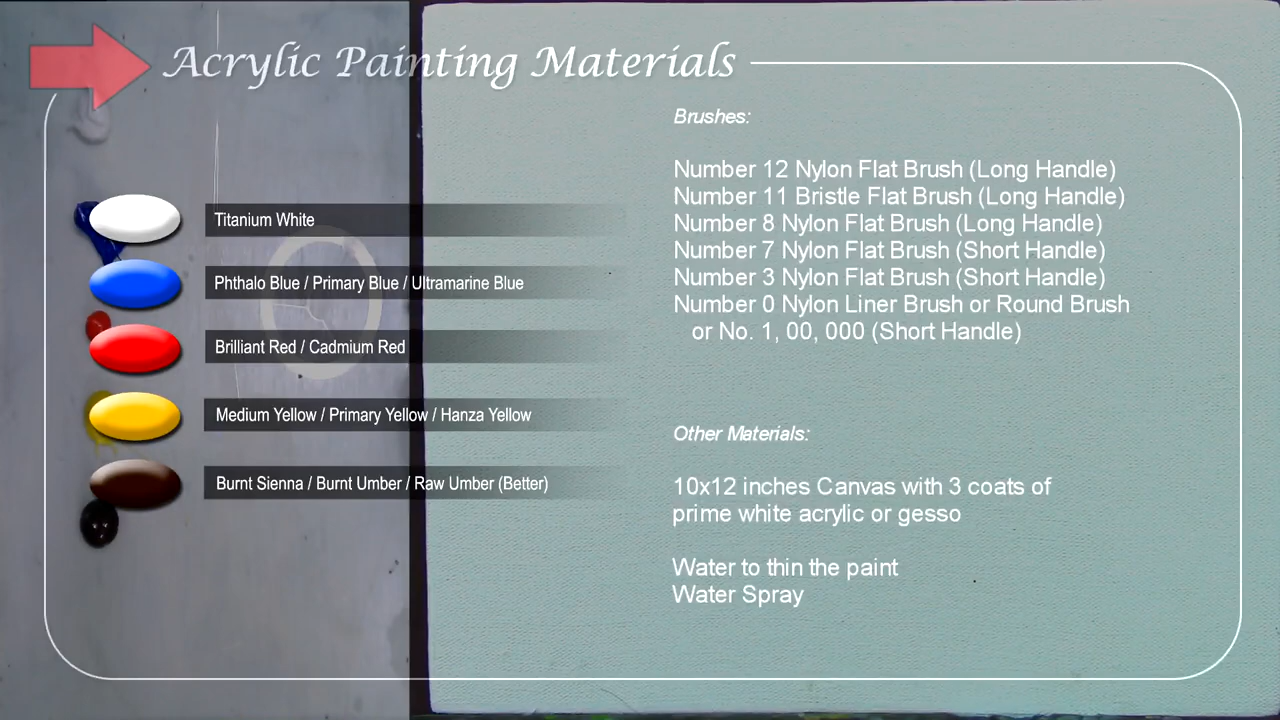 Acrylic Painting Materials
Titanium White
Phthalo Blue / Primary Blue / Ultramarine Blue
Brilliant Red / Cadmium Red
Medium Yellow / Primary Yellow / Hanza Yellow
Burnt Sienna / Burnt Umber / Raw Umber (Better)
Brushes:
Number 12 Nylon Flat Brush (Long Handle)
Number 11 Bristle Flat Brush (Long Handle)
Number 8 Nylon Flat Brush (Long Handle)
Number 7 Nylon Flat Brush (Short Handle)
Number 3 Nylon Flat Brush (Short Handle)
Number 0 Nylon Liner Brush or Round Brush
or No. 1, 00, 000 (Short Handle)
Other Materials:
10x12 inches Canvas with 3 coats of
prime white acrylic or gesso
Water to thin the paint
Water Spray